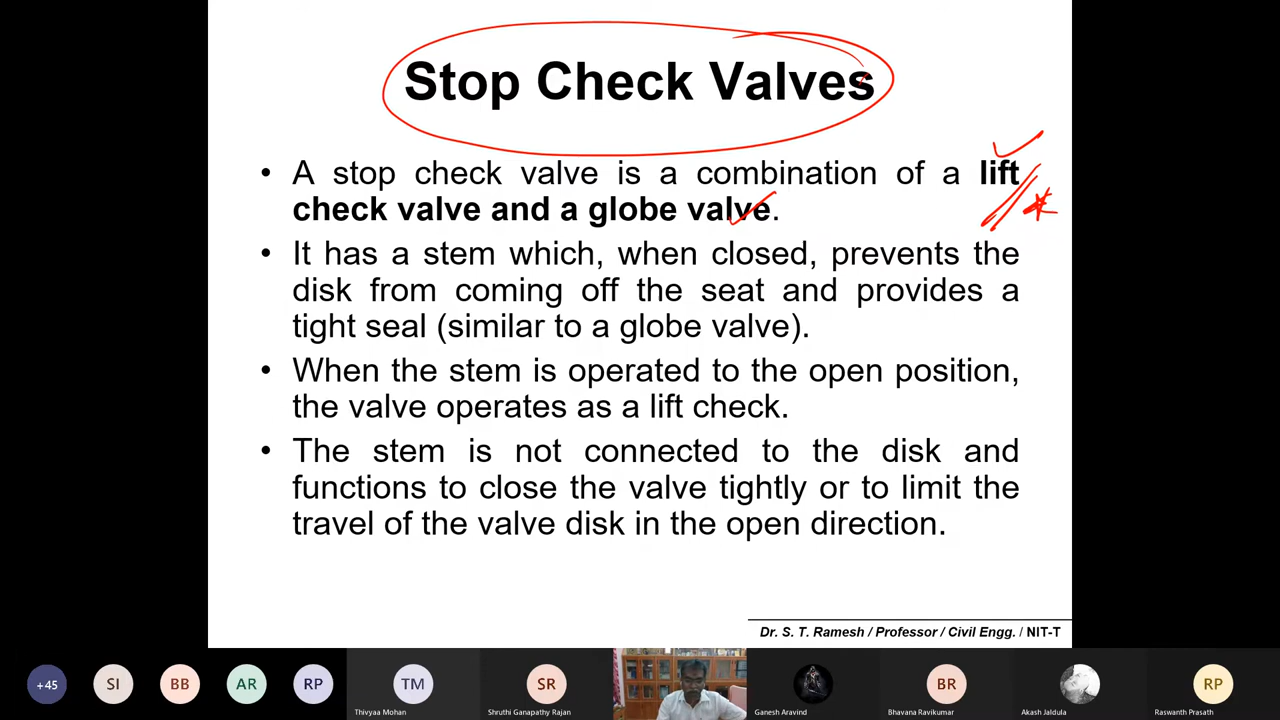 Stop Check Valves
• A stop check valve is a combination of a lift
check valve and a globe valve.
• It has a stem which, when closed, prevents the
disk from coming off the seat and provides a
tight seal (similar to a globe valve).
• When the stem is operated to the open position,
the valve operates as a lift check.
• The stem is not connected to the disk and
functions to close the valve tightly or to limit the
travel of the valve disk in the open direction.
Dr. S. T. Ramesh / Professor / Civil Engg. / NIT-T
+45 SI BB AR RP TM SR BR RP
Thivyaa Mohan Shruthi Ganapathy Rajan Ganesh Aravind Bhavana Ravikumar Akash Jaldula Raswanth Prasath